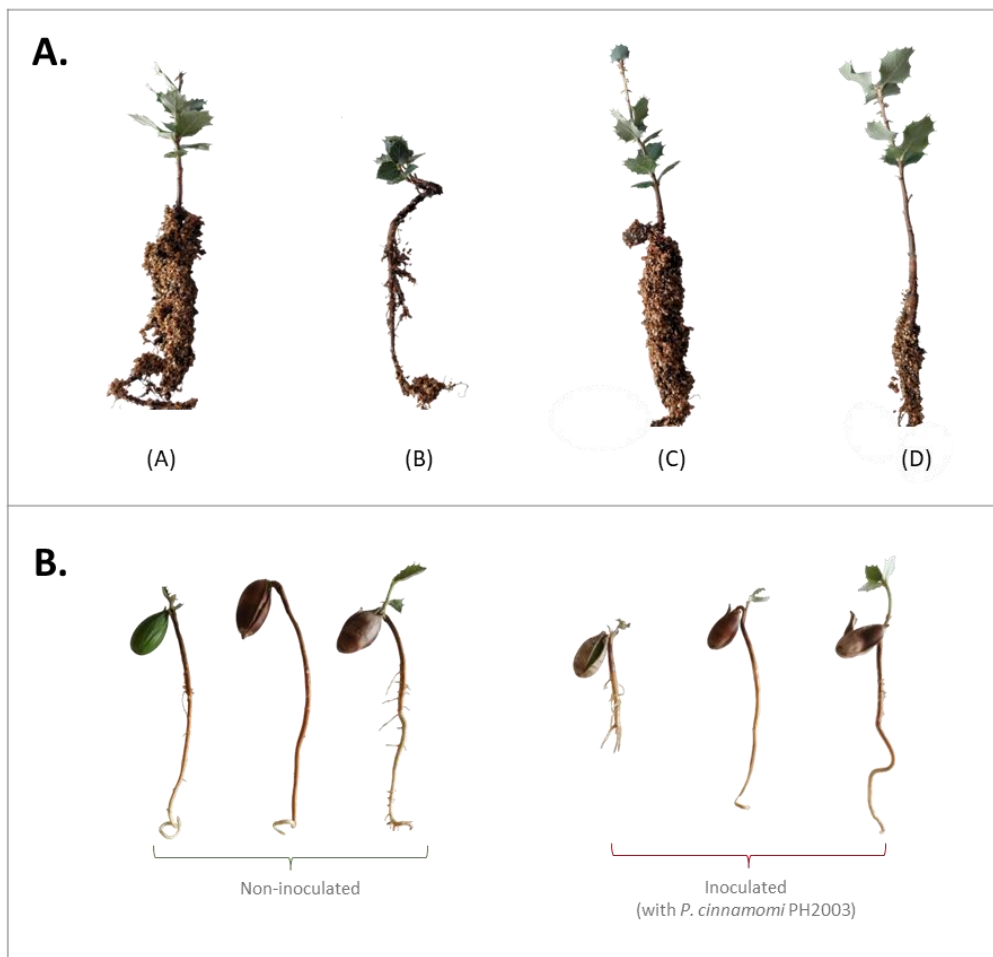 A.
(A)
(B)
(C)
(D)
B.
Non-inoculated
Inoculated
(with P. cinnamomi PH2003)